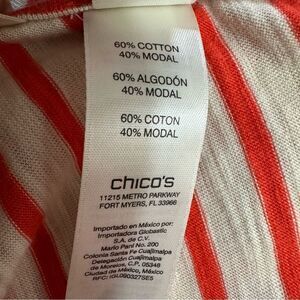 60% COTTON
40% MODAL
60% ALGODÓN
40% MODAL
60% COTON
40% MODAL
chico's
11215 METRO PARKWAY
FORT MYERS, FL 33966
Importado en México por:
Importadora Globastic
S.A. de C.V.
Mario Pani No. 200
Colonia Santa Fe Cuajimalpa
Delegación Cuajimalpa
de Morelos, C.P. 05348
Ciudad de México, México
RFC: IGL090327SE5